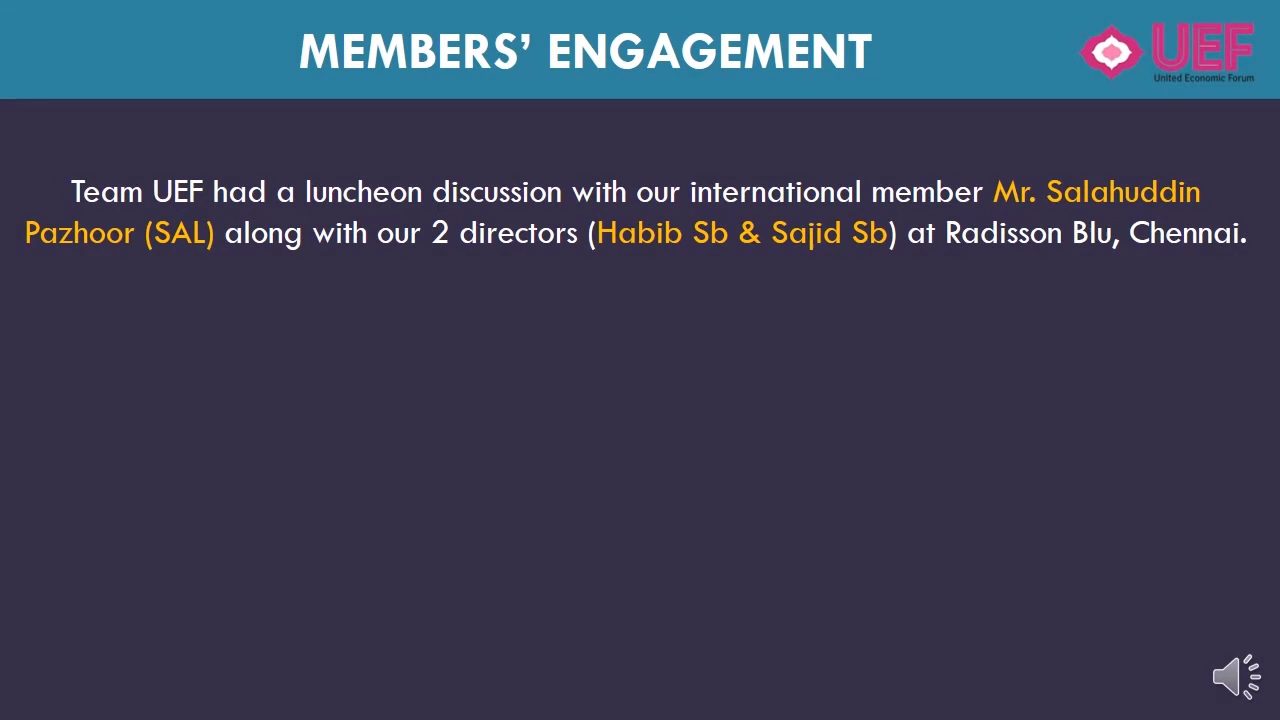 MEMBERS’ ENGAGEMENT
UEF
United Economic Forum
Team UEF had a luncheon discussion with our international member Mr. Salahuddin
Pazhoor (SAL) along with our 2 directors (Habib Sb & Sajid Sb) at Radisson Blu, Chennai.